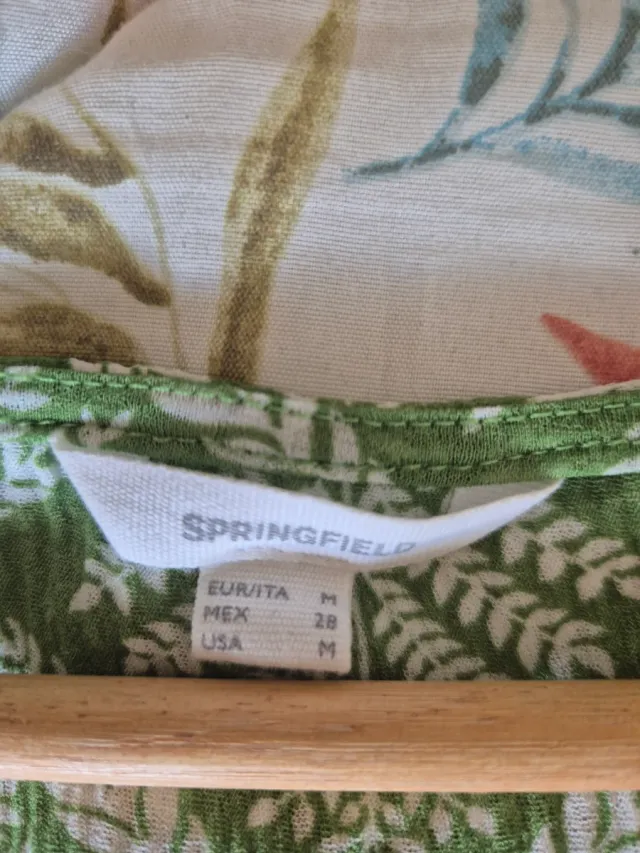 SPRINGFIELD
EUR/ITA M
MEX 28
USA M